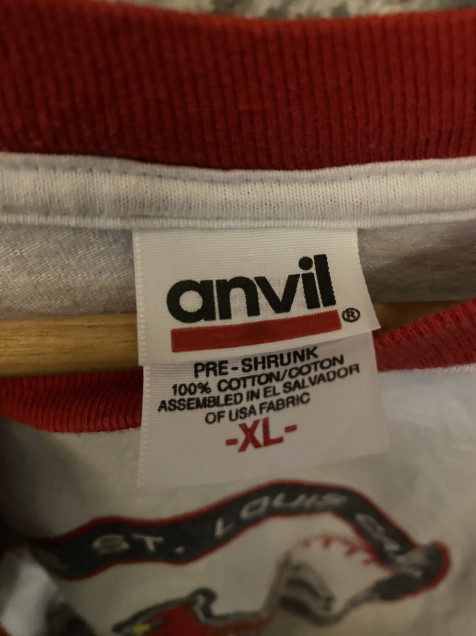 anvil®
PRE-SHRUNK
100% COTTON/COTON
ASSEMBLED IN EL SALVADOR
OF USA FABRIC
-XL-
ST. LOUIS